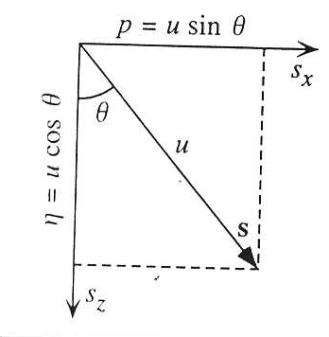 p = u sin θ
s_x
η = u cos θ
θ
u
s
s_z